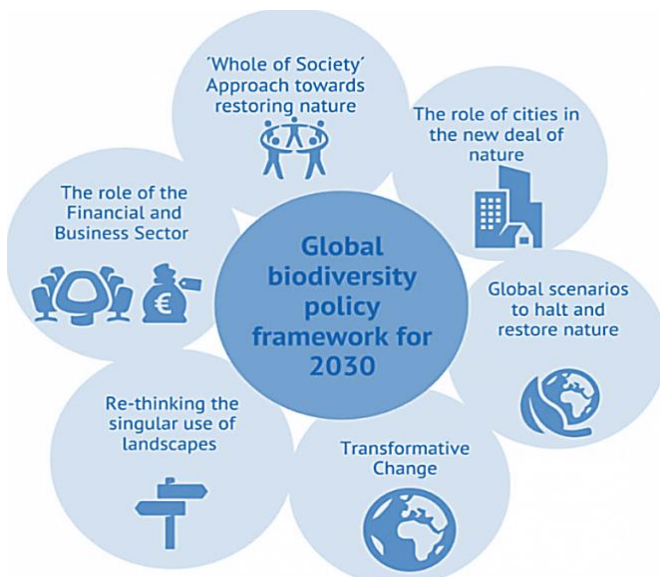 ´Whole of Society´
Approach towards
restoring nature
The role of cities in
the new deal of
nature
The role of the
Financial and
Business Sector
€
Global
biodiversity
policy
framework for
2030
Global scenarios
to halt and
restore nature
Re-thinking the
singular use of
landscapes
Transformative
Change